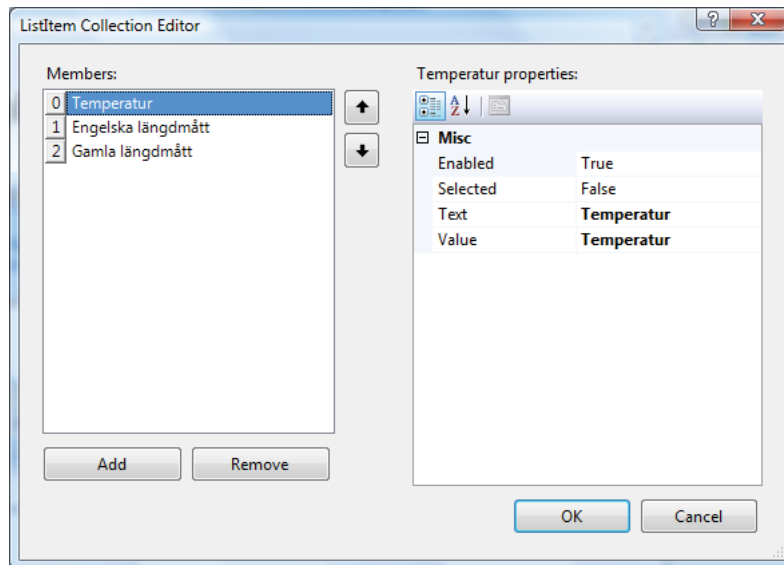 ListItem Collection Editor
Members:
0 Temperatur
1 Engelska längdmått
2 Gamla längdmått
Add Remove
Temperatur properties:
Misc
Enabled True
Selected False
Text Temperatur
Value Temperatur
OK Cancel